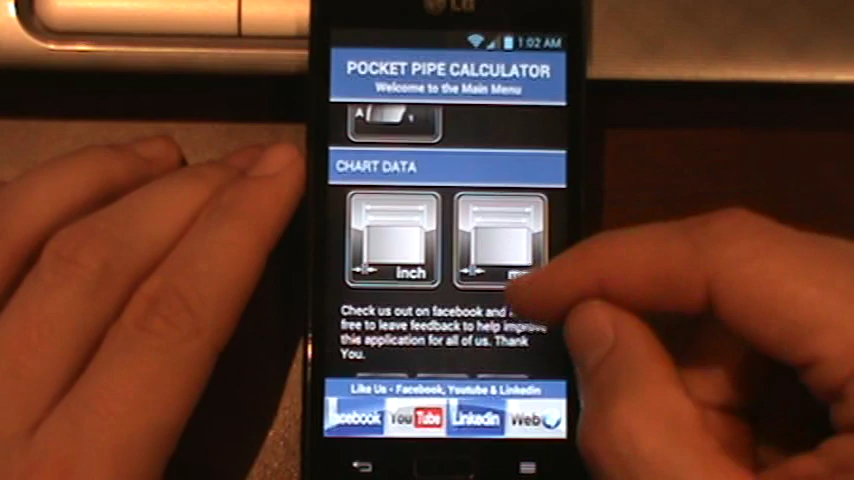 LG
1:02 AM
POCKET PIPE CALCULATOR
Welcome to the Main Menu
A
CHART DATA
Inch
Check us out on facebook and
free to leave feedback to help improve
this application for all of us. Thank
You.
Like Us - Facebook, Youtube & Linkedin
facebook YouTube Linkedin Web